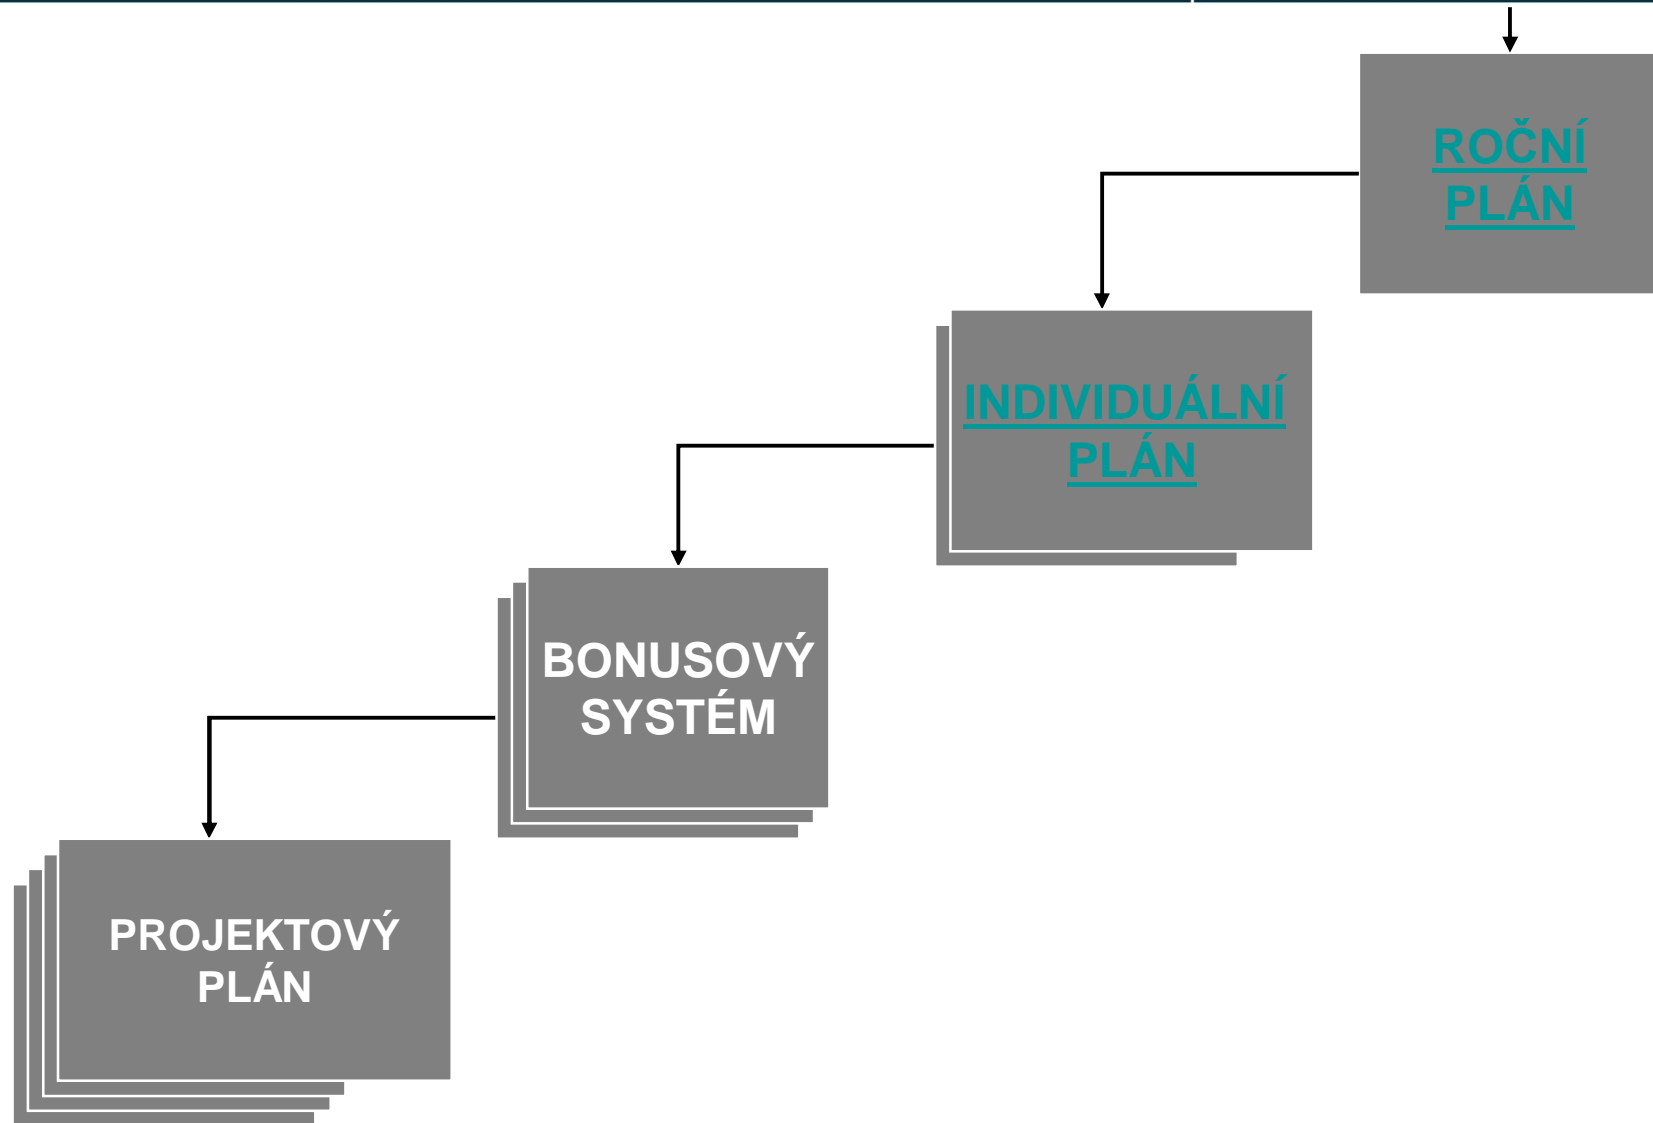 ROČNÍ
PLÁN
INDIVIDUÁLNÍ
PLÁN
BONUSOVÝ
SYSTÉM
PROJEKTOVÝ
PLÁN